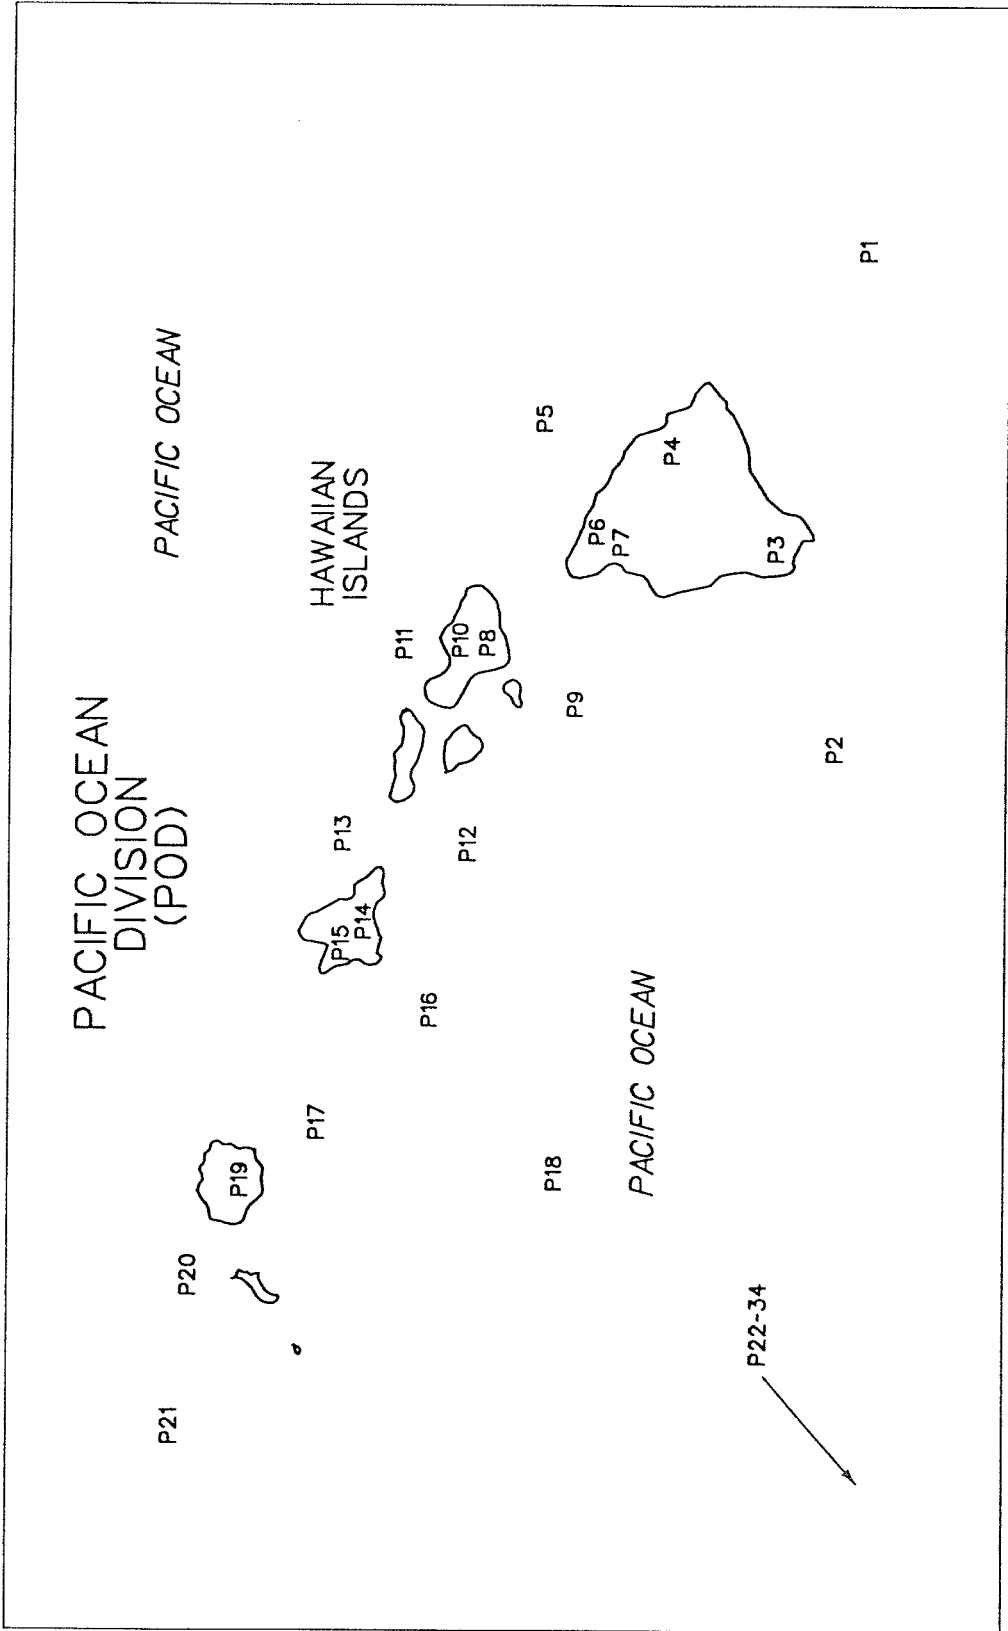 PACIFIC OCEAN
DIVISION
(POD)
PACIFIC OCEAN
P21
P20
P19
P17
HAWAIIAN
ISLANDS
P13
P15
P14
P11
P16
P10
P12
P8
P5
P18
P9
P6
P7
PACIFIC OCEAN
P4
P22-34
P3
P2
P1